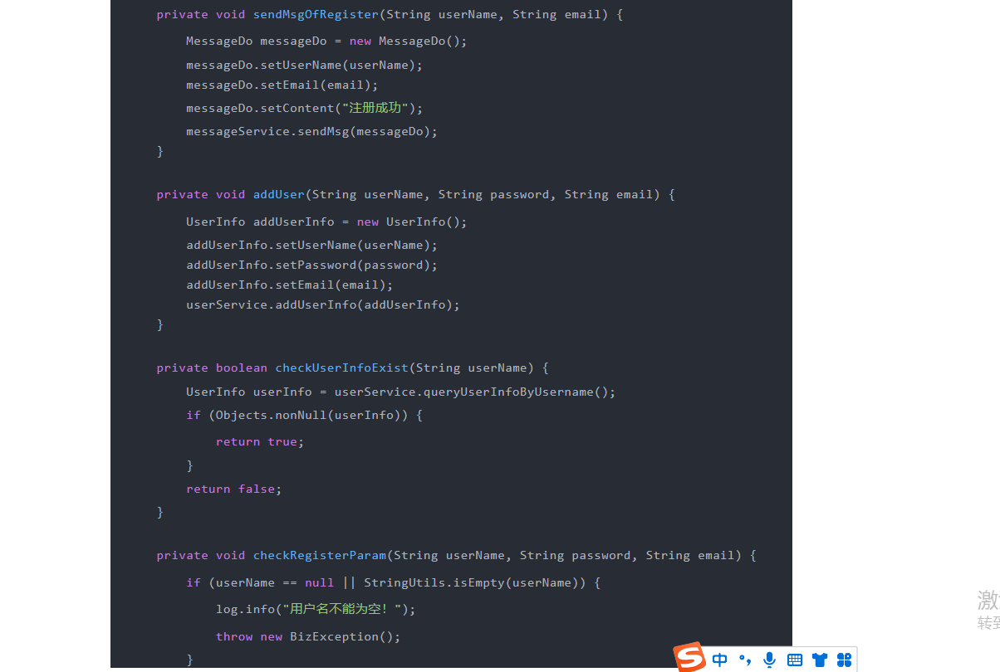 private void sendMsgOfRegister(String userName, String email) {
MessageDo messageDo = new MessageDo();
messageDo.setUserName(userName);
messageDo.setEmail(email);
messageDo.setContent("注册成功");
messageService.sendMsg(messageDo);
}
private void addUser(String userName, String password, String email) {
UserInfo addUserInfo = new UserInfo();
addUserInfo.setUserName(userName);
addUserInfo.setPassword(password);
addUserInfo.setEmail(email);
userService.addUserInfo(addUserInfo);
}
private boolean checkUserInfoExist(String userName) {
UserInfo userInfo = userService.queryUserInfoByUsername();
if (Objects.nonNull(userInfo)) {
return true;
}
return false;
}
private void checkRegisterParam(String userName, String password, String email) {
if (userName == null || StringUtils.isEmpty(userName)) {
log.info("用户名不能为空！");
throw new BizException();
}
激
转到
S 中 °,